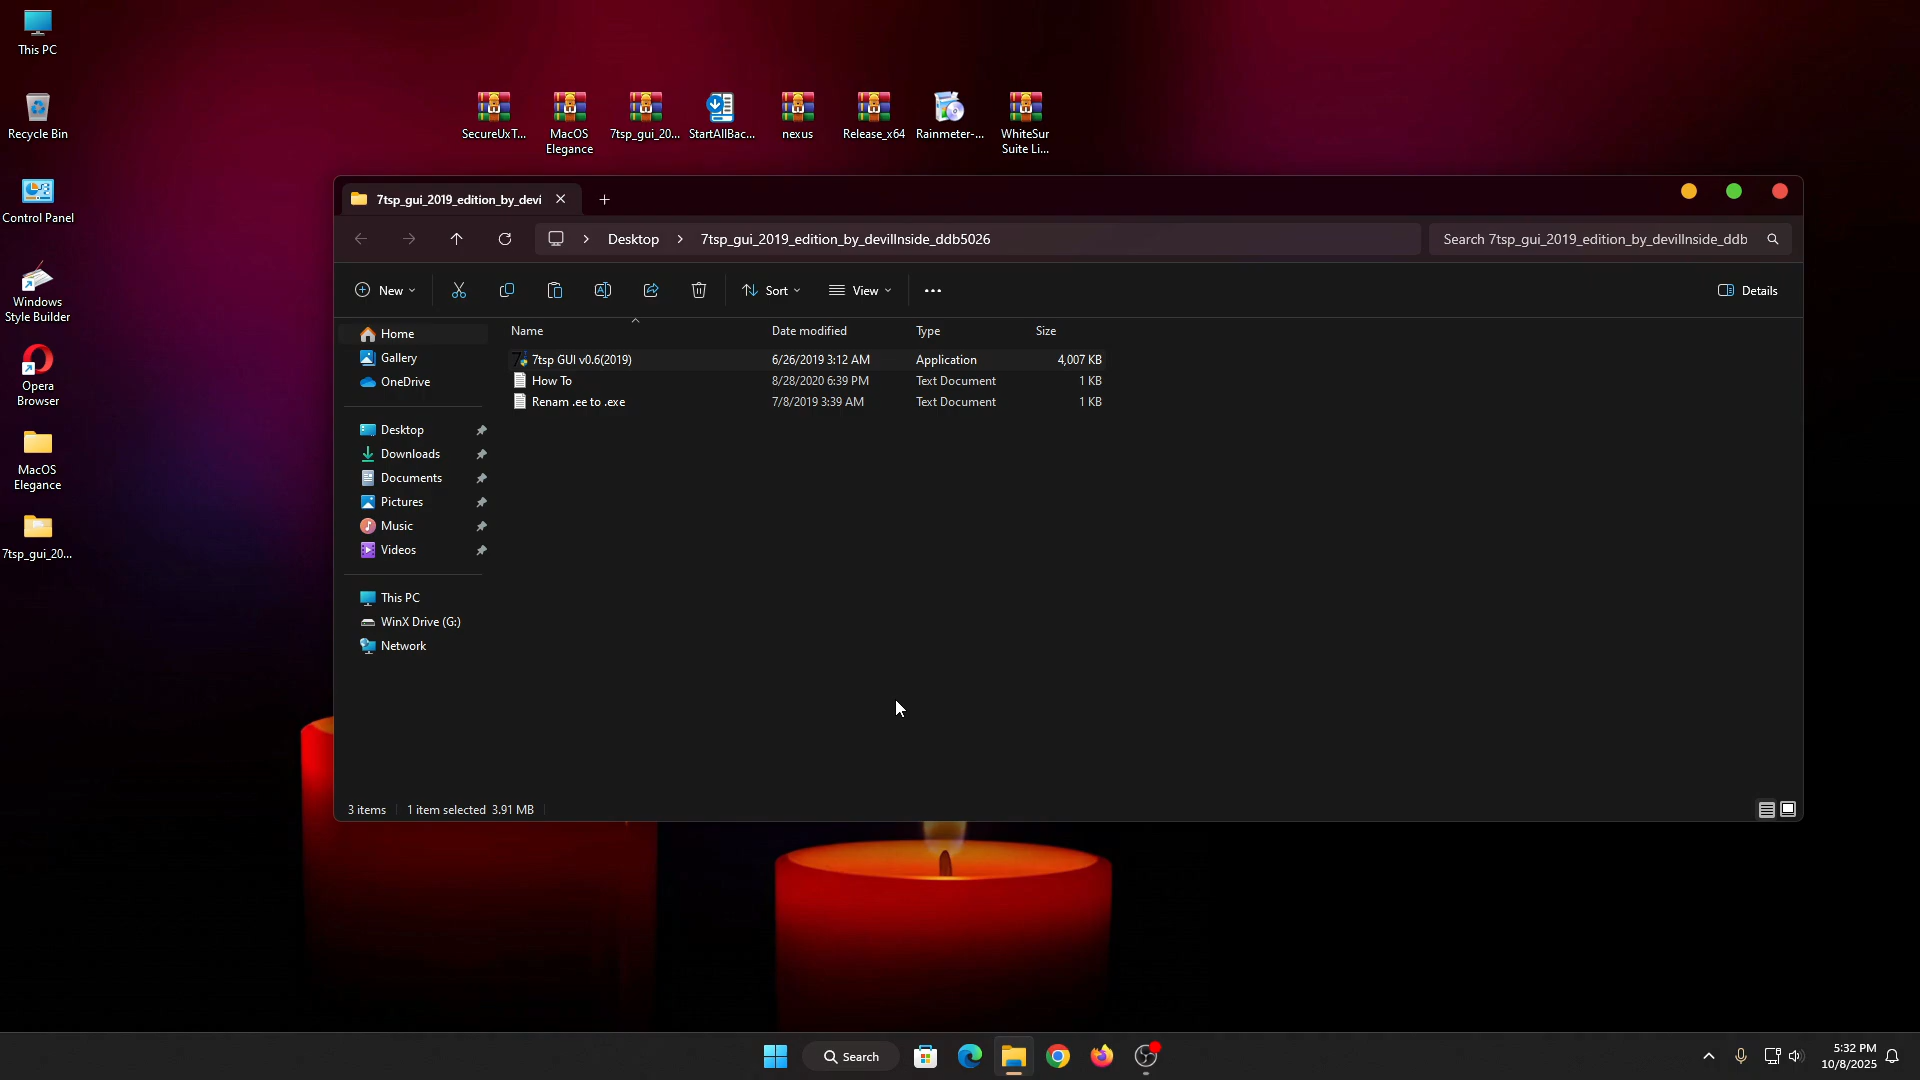 This PC
Recycle Bin
Control Panel
Windows
Style Builder
Opera
Browser
MacOS
Elegance
7tsp_gui_20...
SecureUxT...
MacOS
Elegance
7tsp_gui_20...
StartAllBac...
nexus
Release_x64
Rainmeter-...
WhiteSur
Suite Li...
7tsp_gui_2019_edition_by_devi
Desktop
7tsp_gui_2019_edition_by_devilInside_ddb5026
Search 7tsp_gui_2019_edition_by_devilInside_ddb
New
Sort
View
Details
Home
Gallery
OneDrive
Desktop
Downloads
Documents
Pictures
Music
Videos
This PC
WinX Drive (G:)
Network
Name Date modified Type Size
7tsp GUI v0.6(2019) 6/26/2019 3:12 AM Application 4,007 KB
How To 8/28/2020 6:39 PM Text Document 1 KB
Renam .ee to .exe 7/8/2019 3:39 AM Text Document 1 KB
3 items 1 item selected 3.91 MB
Search
5:32 PM
10/8/2025